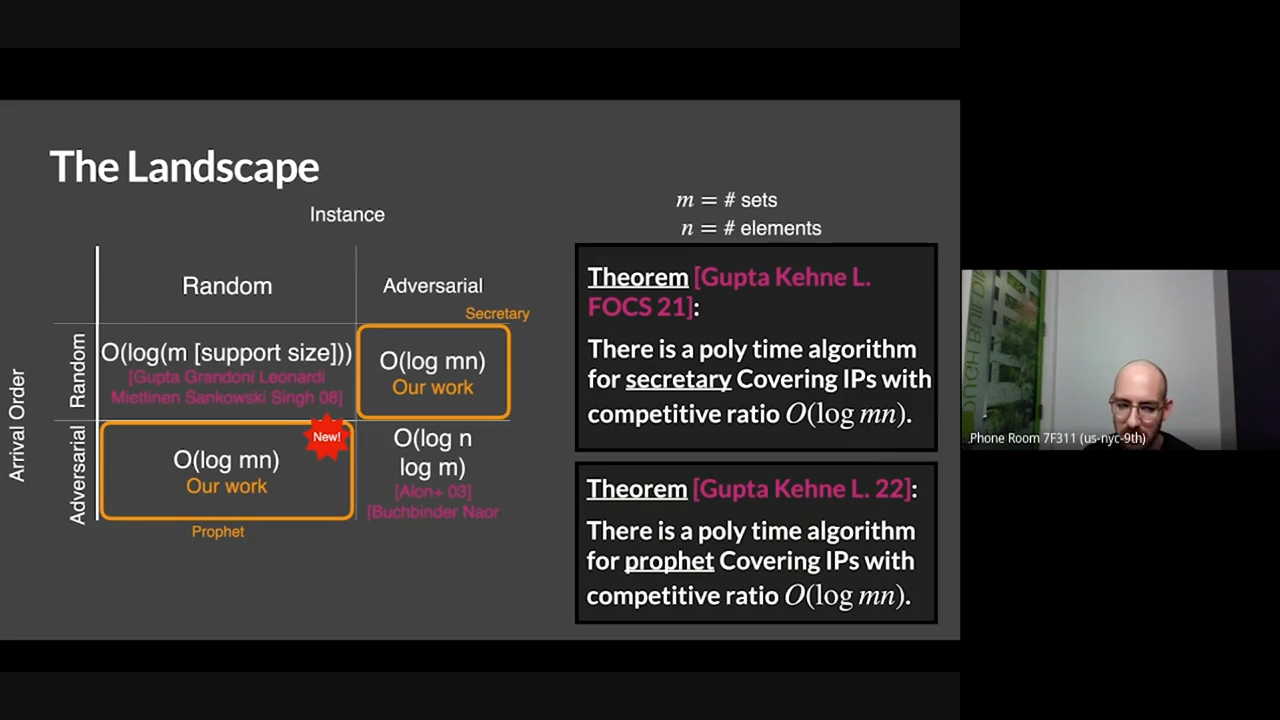 The Landscape
Instance
m = # sets
n = # elements
Random
Adversarial
Secretary
Arrival Order
Random
O(log(m [support size]))
[Gupta Grandoni Leonardi
Miettinen Sankowski Singh 08]
O(log mn)
Our work
Adversarial
New!
O(log mn)
Our work
O(log n
log m)
[Alon+ 03]
[Buchbinder Naor
Prophet
Theorem [Gupta Kehne L.
FOCS 21]:
There is a poly time algorithm
for secretary Covering IPs with
competitive ratio O(log mn).
Theorem [Gupta Kehne L. 22]:
There is a poly time algorithm
for prophet Covering IPs with
competitive ratio O(log mn).
Phone Room 7F311 (us-nyc-9th)